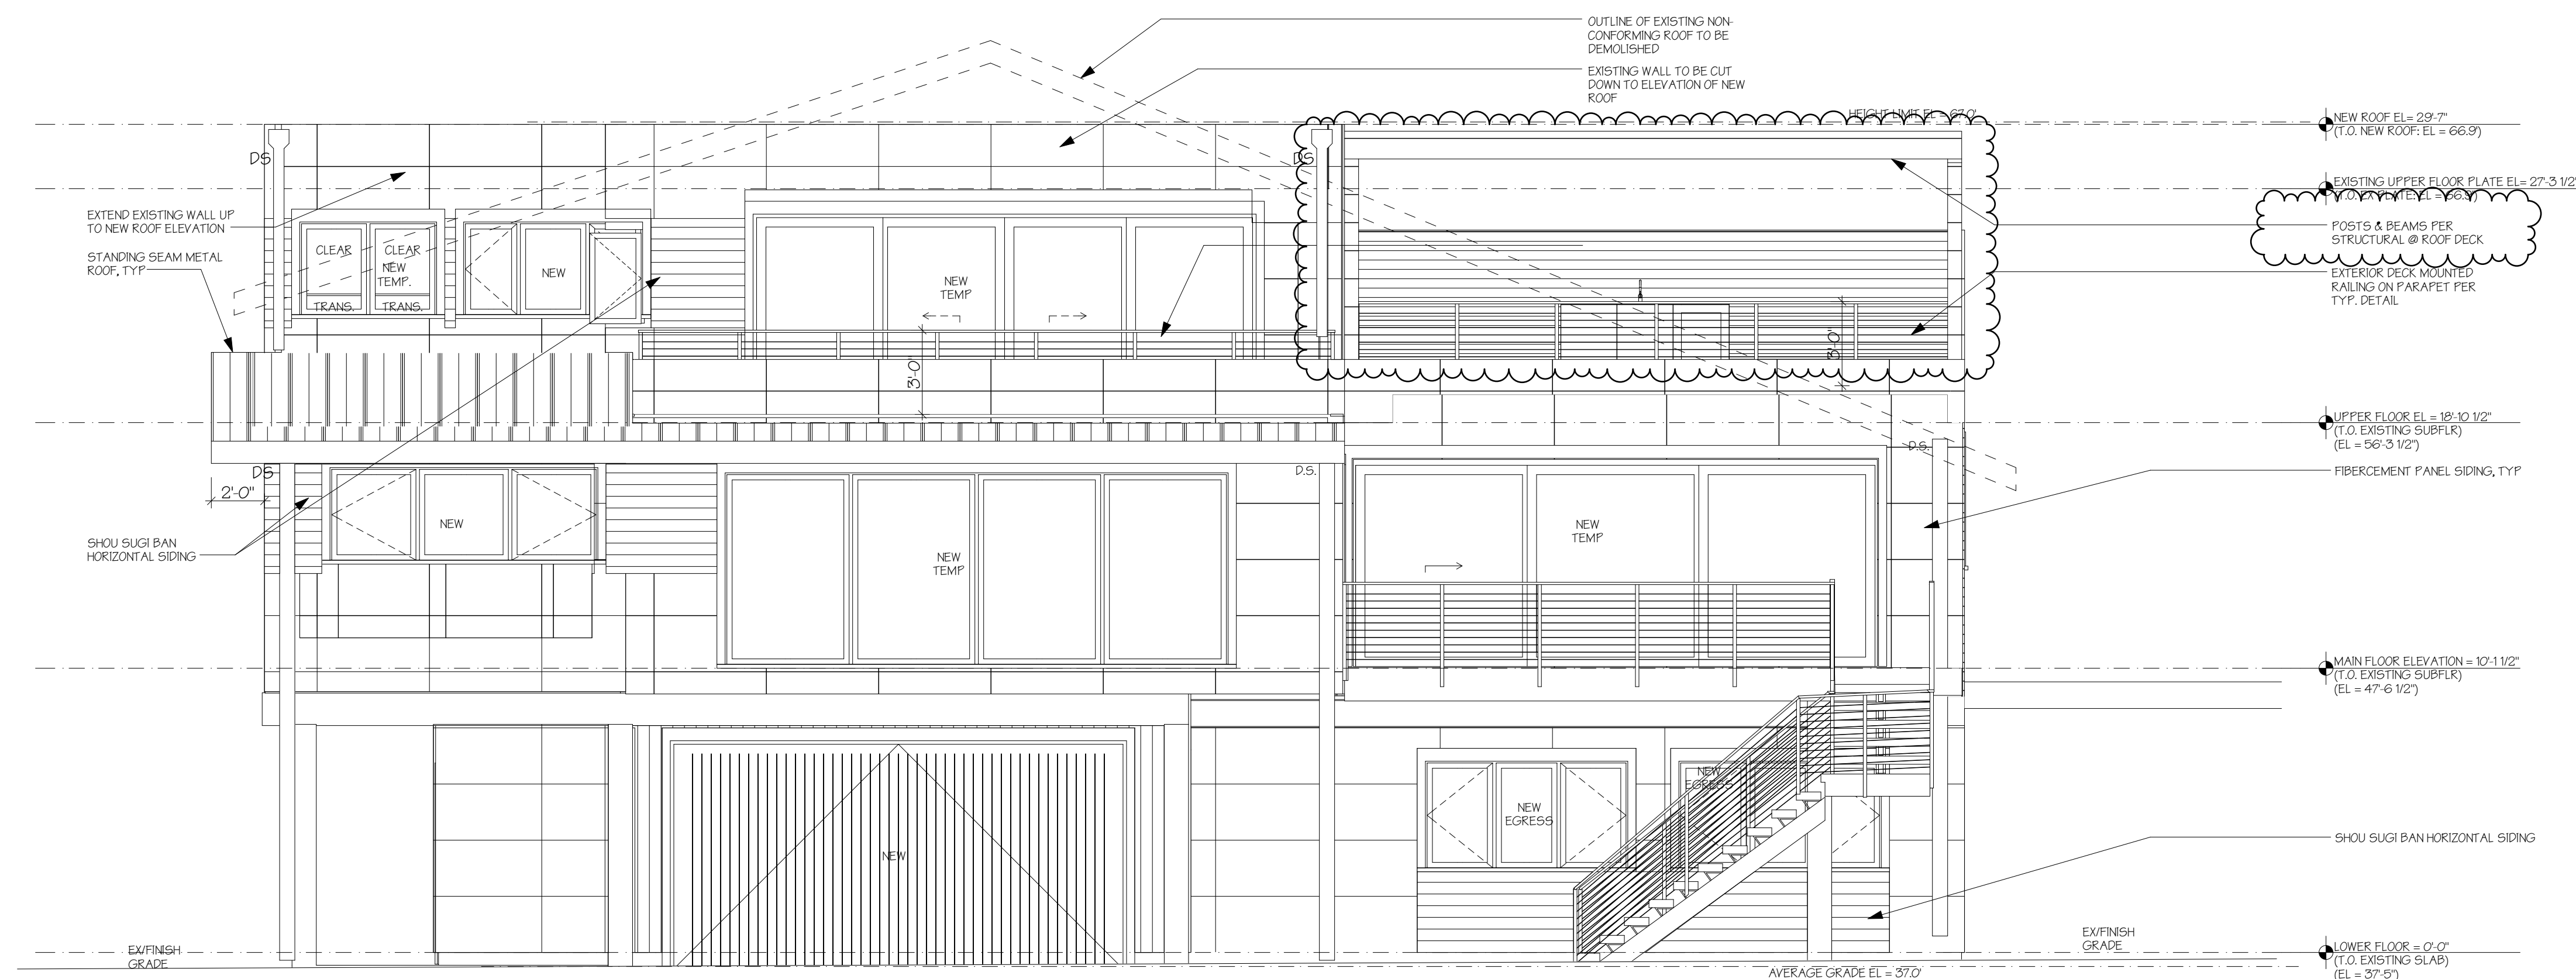 OUTLINE OF EXISTING NON-
CONFORMING ROOF TO BE
DEMOLISHED
EXISTING WALL TO BE CUT
DOWN TO ELEVATION OF NEW
ROOF
HEIGHT LIMIT EL = 67.0'
NEW ROOF EL= 29'-7"
(T.O. NEW ROOF: EL = 66.9')
DS
DS
EXISTING UPPER FLOOR PLATE EL= 27'-3 1/2"
(T.O. EX PLATE: EL =
EXTEND EXISTING WALL UP
TO NEW ROOF ELEVATION
POSTS & BEAMS PER
STRUCTURAL @ ROOF DECK
STANDING SEAM METAL
ROOF, TYP
CLEAR
CLEAR
NEW
TEMP.
TRANS.
TRANS.
NEW
NEW
TEMP
EXTERIOR DECK MOUNTED
RAILING ON PARAPET PER
TYP. DETAIL
3'-0"
3'-0"
UPPER FLOOR EL = 18'-10 1/2"
(T.O. EXISTING SUBFLR)
(EL = 56'-3 1/2")
D.S.
DS
D.S.
FIBERCEMENT PANEL SIDING, TYP
2'-0"
NEW
NEW
TEMP
NEW
TEMP
SHOU SUGI BAN
HORIZONTAL SIDING
MAIN FLOOR ELEVATION = 10'-1 1/2"
(T.O. EXISTING SUBFLR)
(EL = 47'-6 1/2")
NEW
EGRESS
NEW
EGRESS
NEW
SHOU SUGI BAN HORIZONTAL SIDING
EX/FINISH
GRADE
EX/FINISH
GRADE
LOWER FLOOR = 0'-0"
(T.O. EXISTING SLAB)
(EL = 37'-5")
AVERAGE GRADE EL = 37.0'